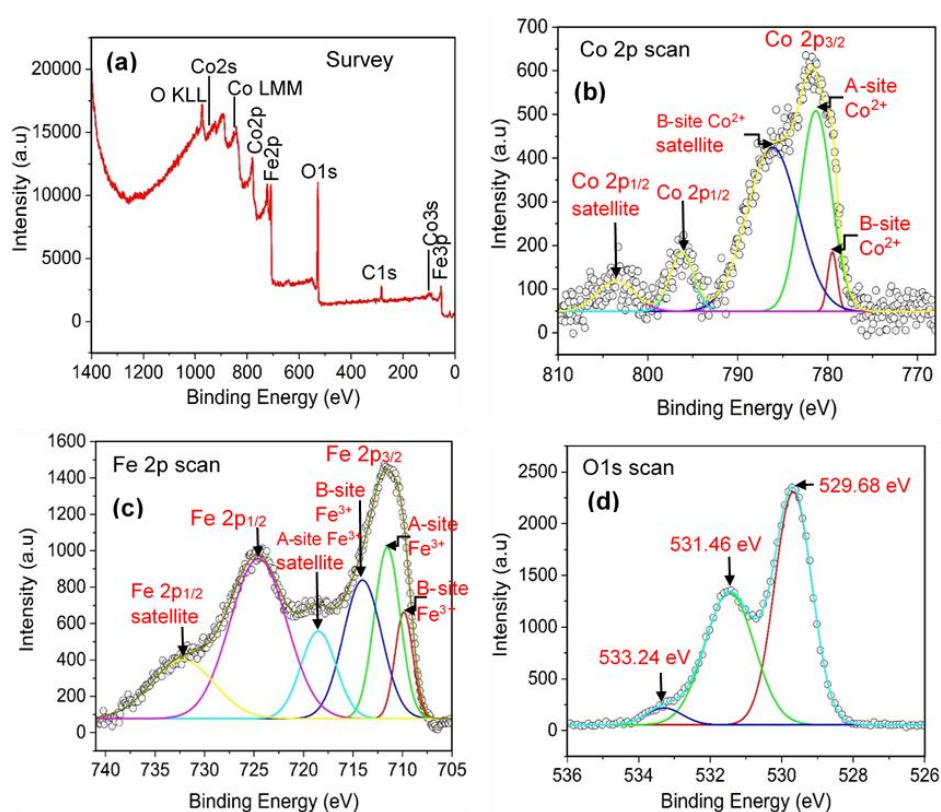 (a)
Survey
Co2s
O KLL
Co LMM
Co2p
Fe2p
O1s
C1s
Co3s
Fe3p
20000
15000
10000
5000
0
Intensity (a.u)
1400 1200 1000 800 600 400 200 0
Binding Energy (eV)
(b)
Co 2p scan
Co 2p3/2
A-site
Co2+
B-site Co2+
satellite
Co 2p1/2
satellite
Co 2p1/2
B-site
Co2+
700
600
500
400
300
200
100
0
Intensity (a.u)
810 800 790 780 770
Binding Energy (eV)
(c)
Fe 2p scan
Fe 2p3/2
B-site
Fe3+
A-site
Fe3+
Fe 2p1/2
A-site Fe3+
satellite
B-site
Fe3+
Fe 2p1/2
satellite
1600
1400
1200
1000
800
600
400
200
0
Intensity (a.u)
740 735 730 725 720 715 710 705
Binding Energy (eV)
(d)
O1s scan
529.68 eV
531.46 eV
533.24 eV
2500
2000
1500
1000
500
0
Intensity (a.u)
536 534 532 530 528 526
Binding Energy (eV)